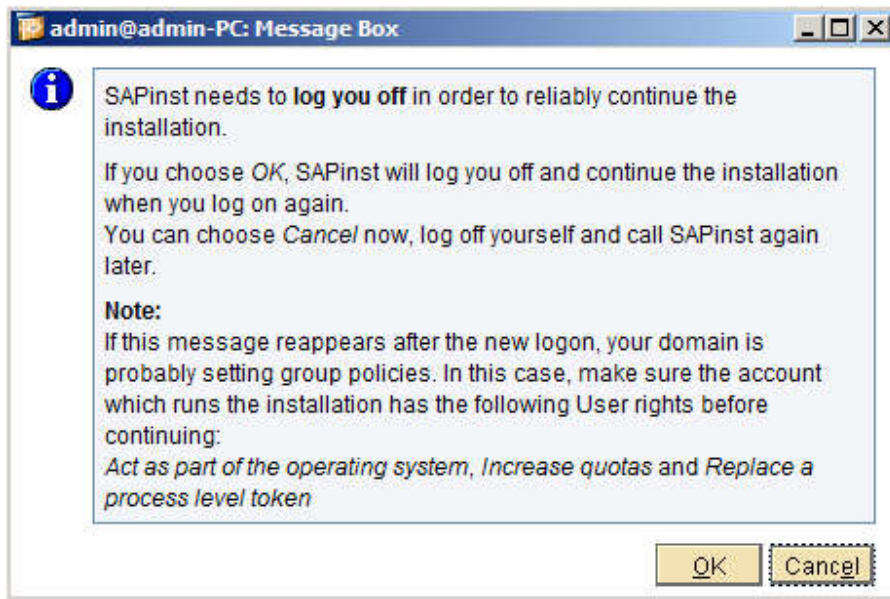 admin@admin-PC: Message Box
SAPinst needs to log you off in order to reliably continue the
installation.
If you choose OK, SAPinst will log you off and continue the installation
when you log on again.
You can choose Cancel now, log off yourself and call SAPinst again
later.
Note:
If this message reappears after the new logon, your domain is
probably setting group policies. In this case, make sure the account
which runs the installation has the following User rights before
continuing:
Act as part of the operating system, Increase quotas and Replace a
process level token
OK Cancel